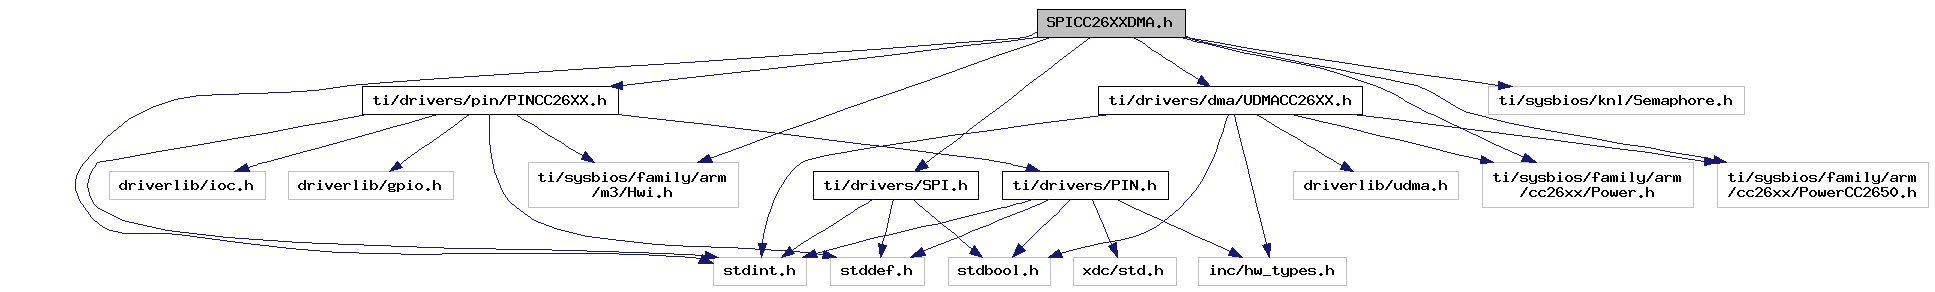 SPICC26XXDMA.h
ti/drivers/pin/PINCC26XX.h
ti/drivers/dma/UDMACC26XX.h
ti/sysbios/knl/Semaphore.h
driverlib/ioc.h
driverlib/gpio.h
ti/sysbios/family/arm
/m3/Hwi.h
ti/drivers/SPI.h
ti/drivers/PIN.h
driverlib/udma.h
ti/sysbios/family/arm
/cc26xx/Power.h
ti/sysbios/family/arm
/cc26xx/PowerCC2650.h
stdint.h
stddef.h
stdbool.h
xdc/std.h
inc/hw_types.h